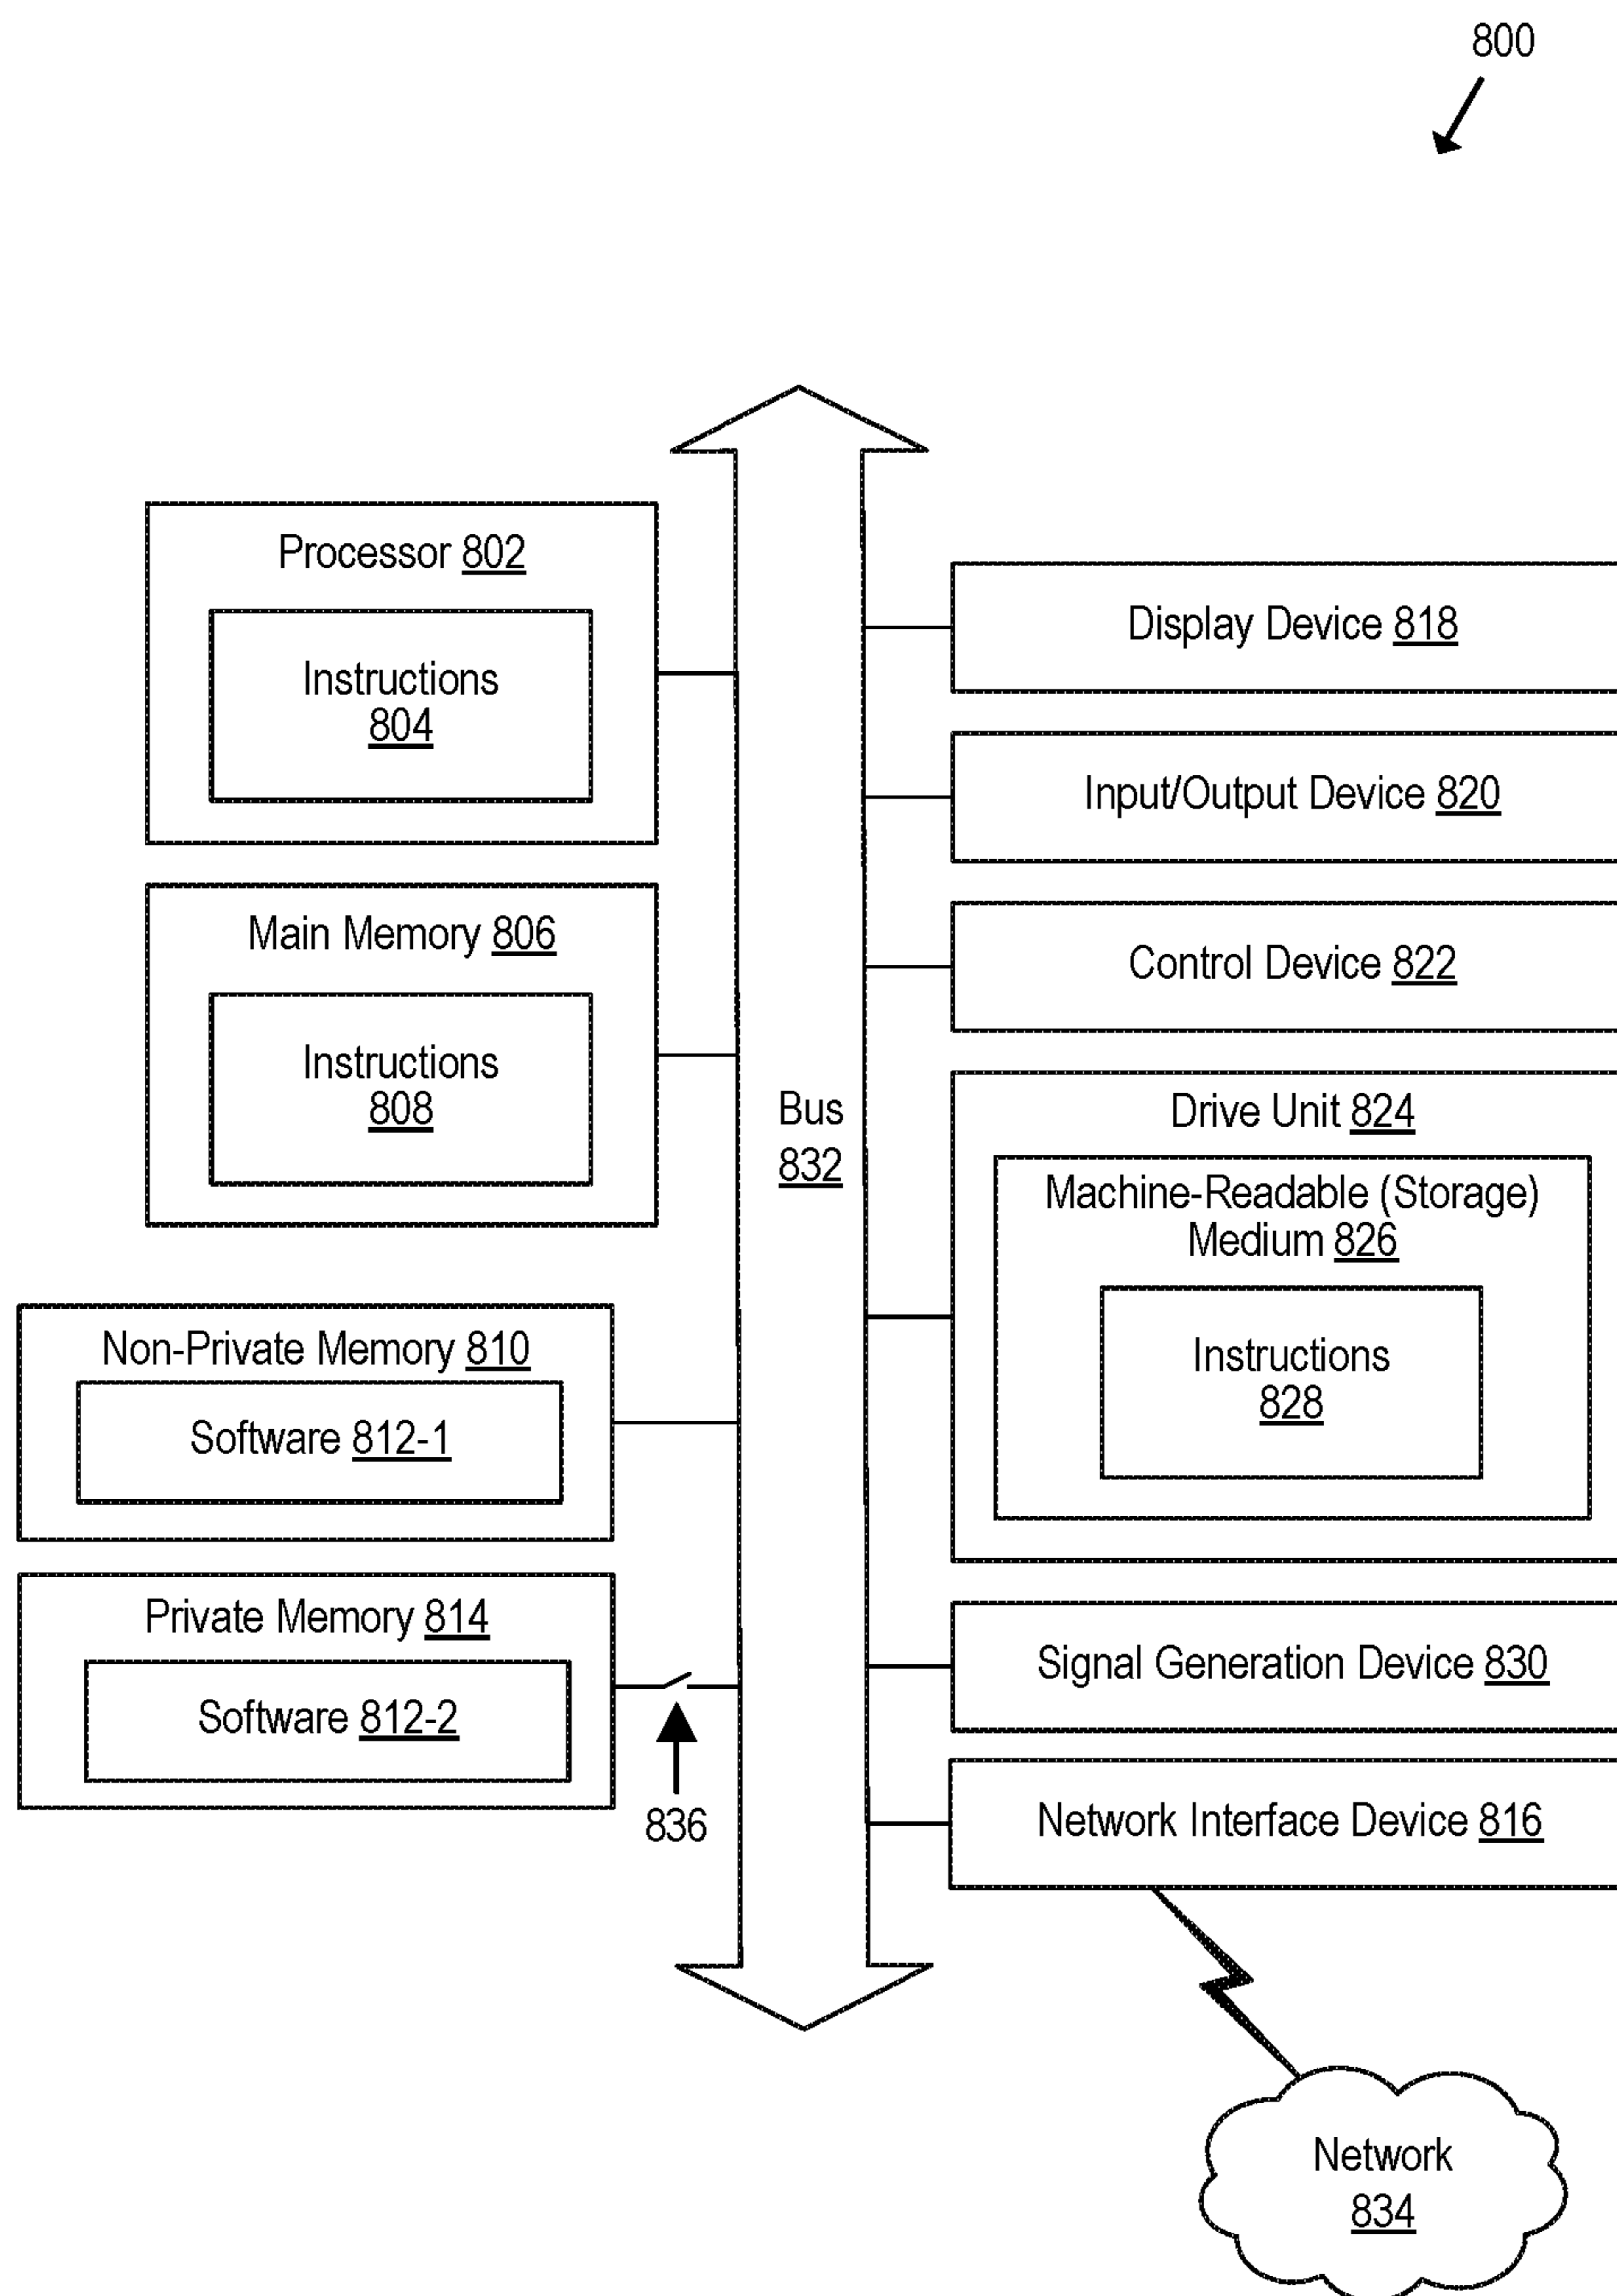 800
Processor 802
Instructions
804
Main Memory 806
Instructions
808
Non-Private Memory 810
Software 812-1
Private Memory 814
Software 812-2
836
Bus
832
Display Device 818
Input/Output Device 820
Control Device 822
Drive Unit 824
Machine-Readable (Storage)
Medium 826
Instructions
828
Signal Generation Device 830
Network Interface Device 816
Network
834